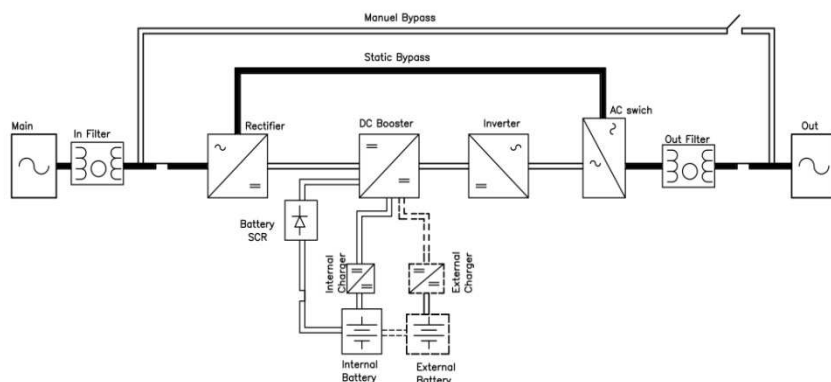 Manuel Bypass
Static Bypass
Main
In Filter
Rectifier
DC Booster
Inverter
AC swich
Out Filter
Out
Battery
SCR
Internal
Charger
External
Charger
Internal
Battery
External
Battery